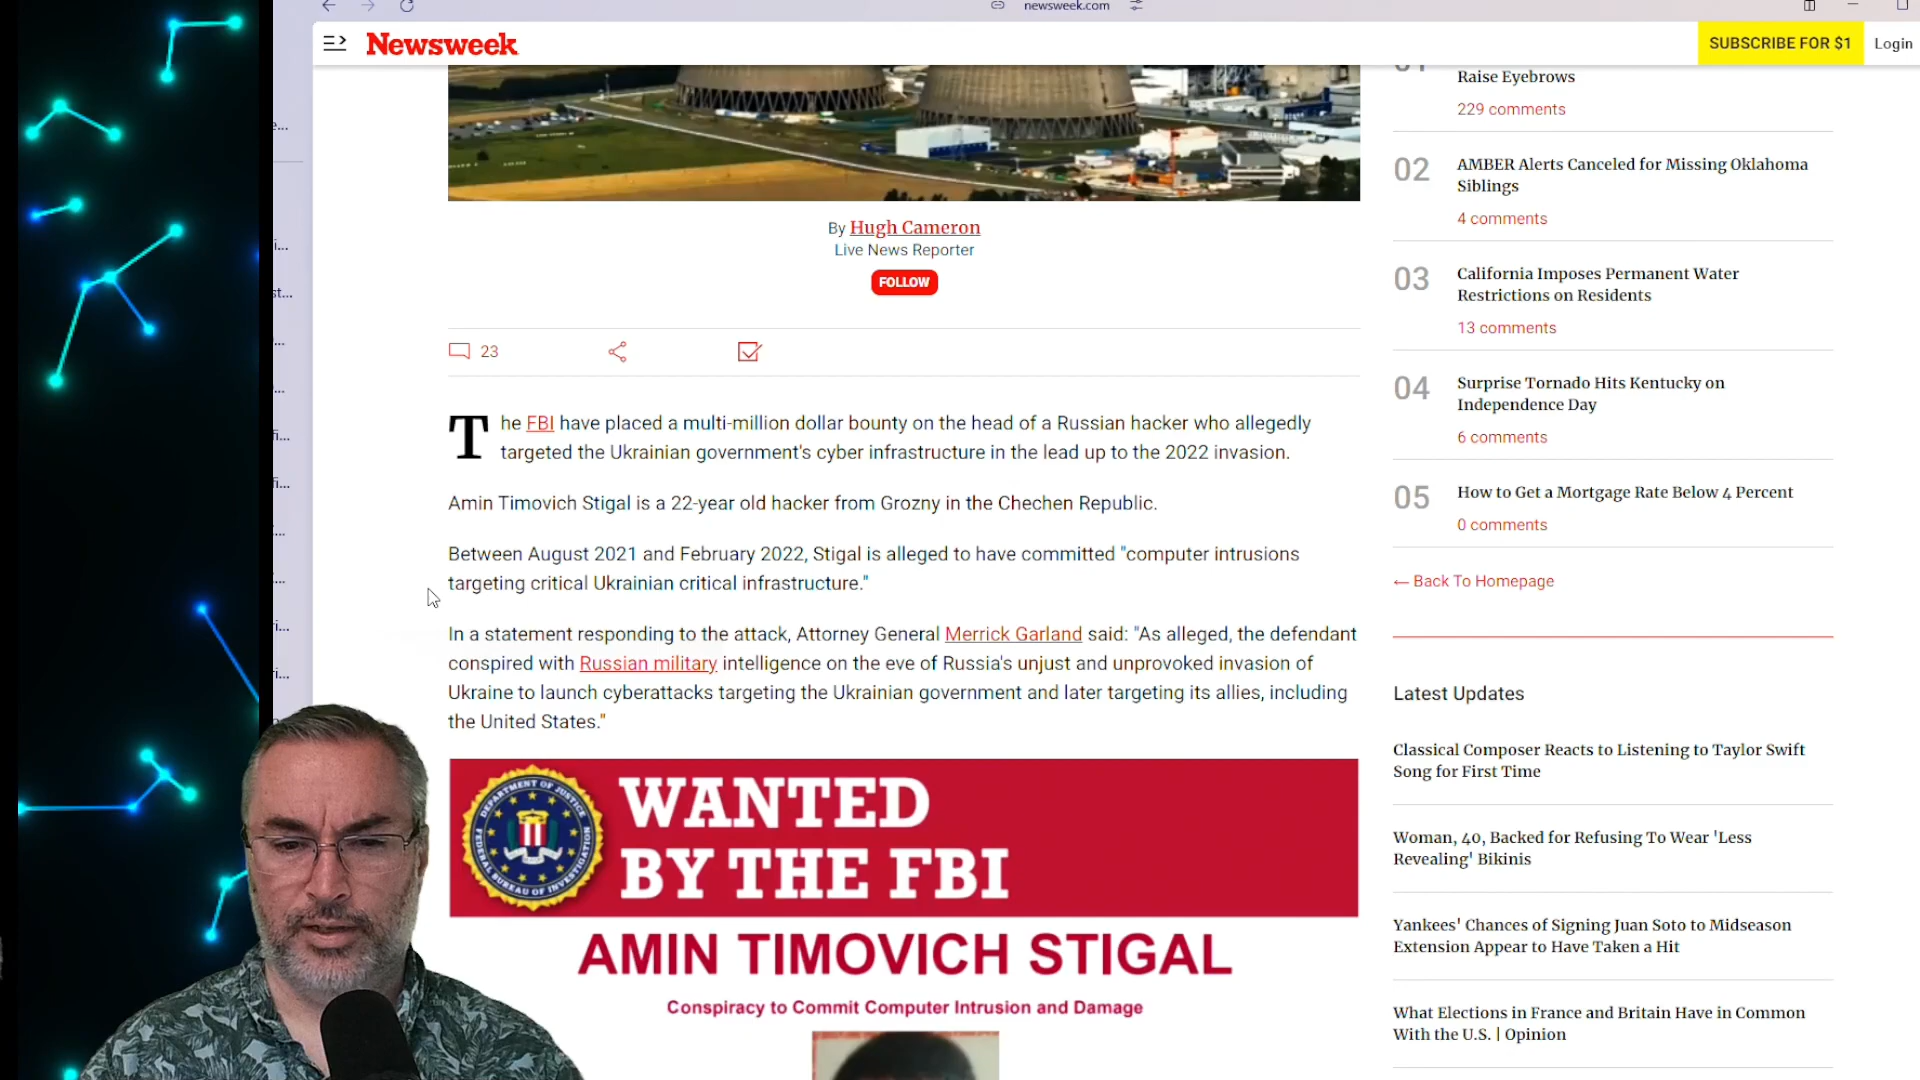 newsweek.com
Newsweek
SUBSCRIBE FOR $1
Login
By Hugh Cameron
Live News Reporter
FOLLOW
23
The FBI have placed a multi-million dollar bounty on the head of a Russian hacker who allegedly
targeted the Ukrainian government's cyber infrastructure in the lead up to the 2022 invasion.
Amin Timovich Stigal is a 22-year old hacker from Grozny in the Chechen Republic.
Between August 2021 and February 2022, Stigal is alleged to have committed "computer intrusions
targeting critical Ukrainian critical infrastructure."
In a statement responding to the attack, Attorney General Merrick Garland said: "As alleged, the defendant
conspired with Russian military intelligence on the eve of Russia's unjust and unprovoked invasion of
Ukraine to launch cyberattacks targeting the Ukrainian government and later targeting its allies, including
the United States."
DEPARTMENT OF JUSTICE
FEDERAL BUREAU OF INVESTIGATION
WANTED
BY THE FBI
AMIN TIMOVICH STIGAL
Conspiracy to Commit Computer Intrusion and Damage
Raise Eyebrows
229 comments
02
AMBER Alerts Canceled for Missing Oklahoma
Siblings
4 comments
03
California Imposes Permanent Water
Restrictions on Residents
13 comments
04
Surprise Tornado Hits Kentucky on
Independence Day
6 comments
05
How to Get a Mortgage Rate Below 4 Percent
0 comments
← Back To Homepage
Latest Updates
Classical Composer Reacts to Listening to Taylor Swift
Song for First Time
Woman, 40, Backed for Refusing To Wear 'Less
Revealing' Bikinis
Yankees' Chances of Signing Juan Soto to Midseason
Extension Appear to Have Taken a Hit
What Elections in France and Britain Have in Common
With the U.S. | Opinion